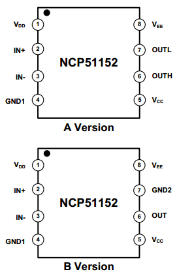 VDD 1 8 VEE
IN+ 2 7 OUTL
NCP51152
IN- 3 6 OUTH
GND1 4 5 VCC
A Version
VDD 1 8 VEE
IN+ 2 7 GND2
NCP51152
IN- 3 6 OUT
GND1 4 5 VCC
B Version